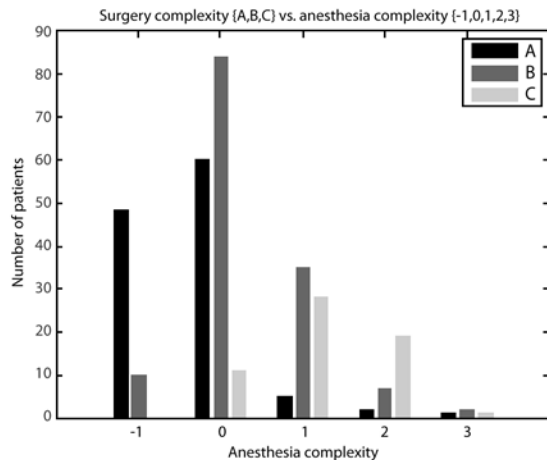 Surgery complexity {A,B,C} vs. anesthesia complexity {-1,0,1,2,3}
90
80
70
60
50
40
30
20
10
0
Number of patients
A
B
C
-1 0 1 2 3
Anesthesia complexity